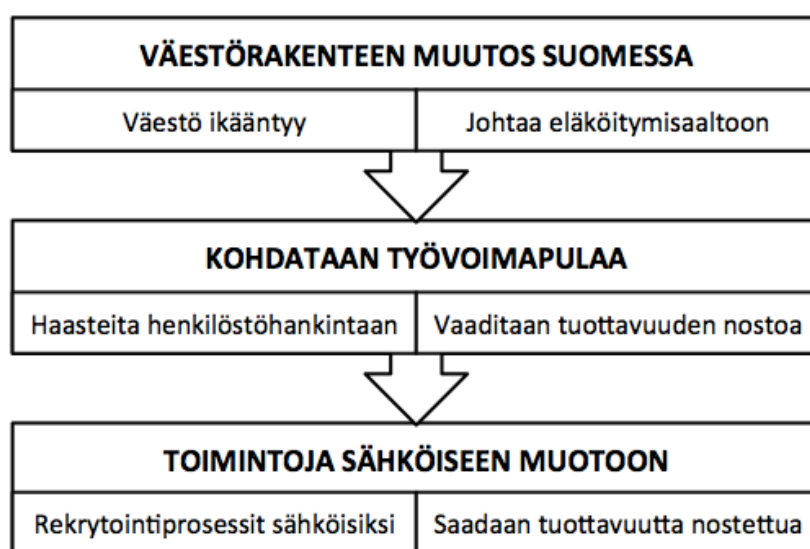 VÄESTÖRAKENTEEN MUUTOS SUOMESSA
Väestö ikääntyy
Johtaa eläköitymisaaltoon
KOHDATAAN TYÖVOIMAPULAA
Haasteita henkilöstöhankintaan
Vaaditaan tuottavuuden nostoa
TOIMINTOJA SÄHKÖISEEN MUOTOON
Rekrytointiprosessit sähköisiksi
Saadaan tuottavuutta nostettua